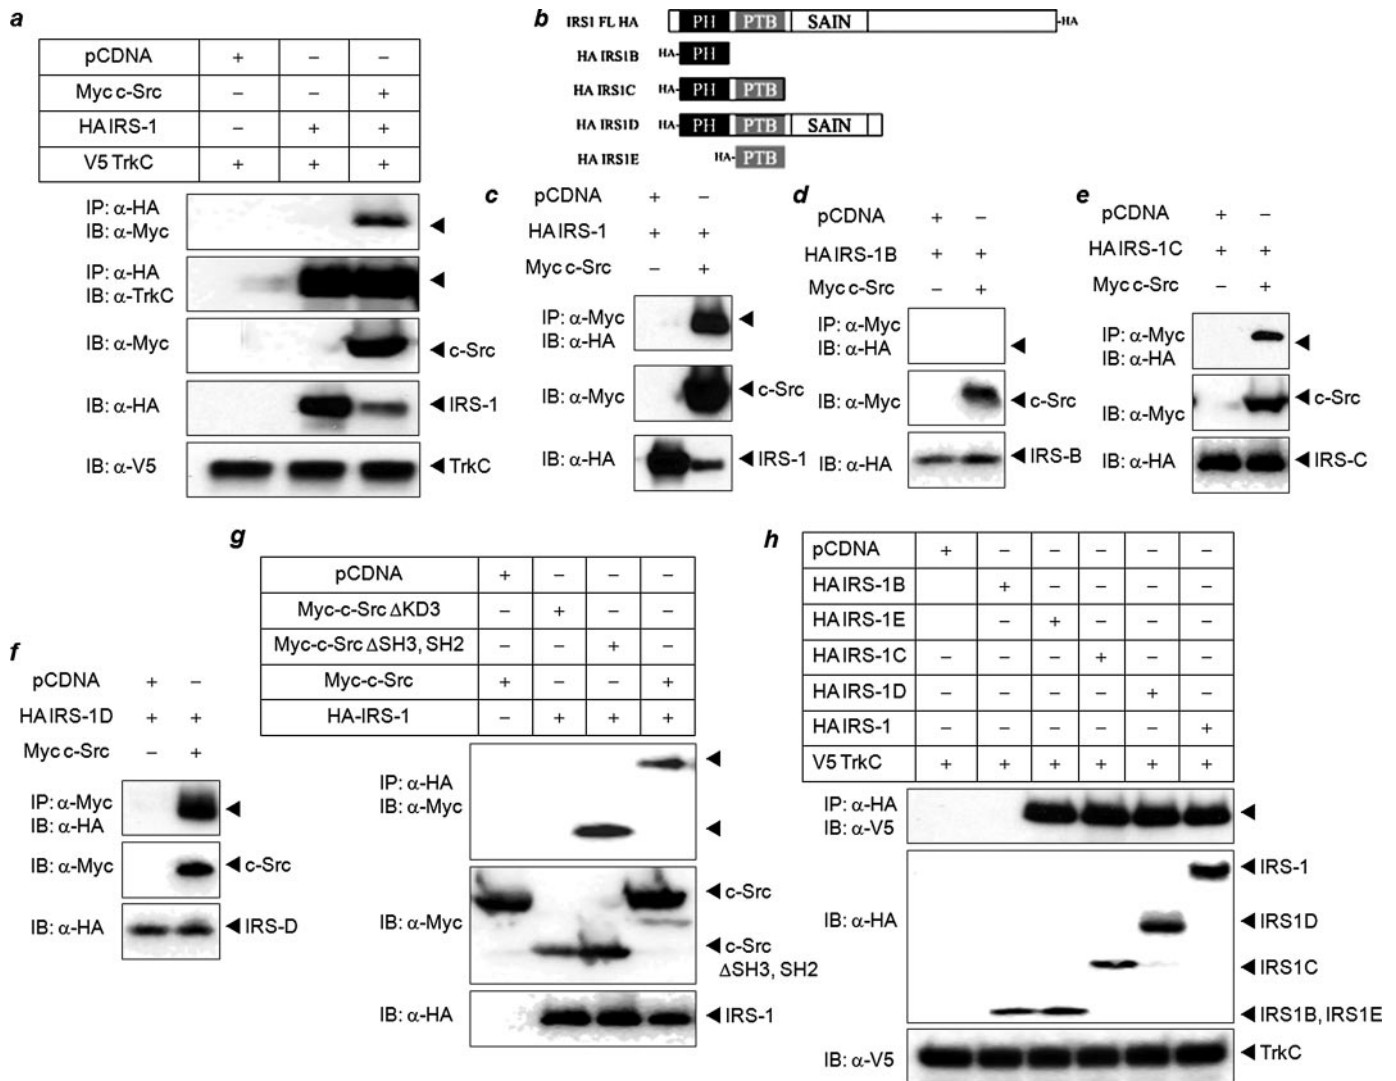 a
pCDNA + – –
Myc c-Src – – +
HA IRS-1 – + +
V5 TrkC + + +
IP: α-HA
IB: α-Myc
IP: α-HA
IB: α-TrkC
IB: α-Myc
c-Src
IB: α-HA
IRS-1
IB: α-V5
TrkC
b
IRS1 FL HA PH PTB SAIN -HA
HA IRS1B HA- PH
HA IRS1C HA- PH PTB
HA IRS1D HA- PH PTB SAIN
HA IRS1E HA- PTB
c
pCDNA + –
HA IRS-1 + +
Myc c-Src – +
IP: α-Myc
IB: α-HA
IB: α-Myc
c-Src
IB: α-HA
IRS-1
d
pCDNA + –
HA IRS-1B + +
Myc c-Src – +
IP: α-Myc
IB: α-HA
IB: α-Myc
c-Src
IB: α-HA
IRS-B
e
pCDNA + –
HA IRS-1C + +
Myc c-Src – +
IP: α-Myc
IB: α-HA
IB: α-Myc
c-Src
IB: α-HA
IRS-C
f
pCDNA + –
HA IRS-1D + +
Myc c-Src – +
IP: α-Myc
IB: α-HA
IB: α-Myc
c-Src
IB: α-HA
IRS-D
g
pCDNA + – – –
Myc-c-Src ΔKD3 – + – –
Myc-c-Src ΔSH3, SH2 – – + –
Myc-c-Src + – – +
HA-IRS-1 – + + +
IP: α-HA
IB: α-Myc
c-Src
IB: α-Myc
c-Src
ΔSH3, SH2
IB: α-HA
IRS-1
h
pCDNA + – – – – –
HA IRS-1B + – – – –
HA IRS-1E – + – – –
HA IRS-1C – – – + – –
HA IRS-1D – – – – + –
HA IRS-1 – – – – – +
V5 TrkC + + + + + +
IP: α-HA
IB: α-V5
IRS-1
IB: α-HA
IRS1D
IRS1C
IRS1B, IRS1E
IB: α-V5
TrkC